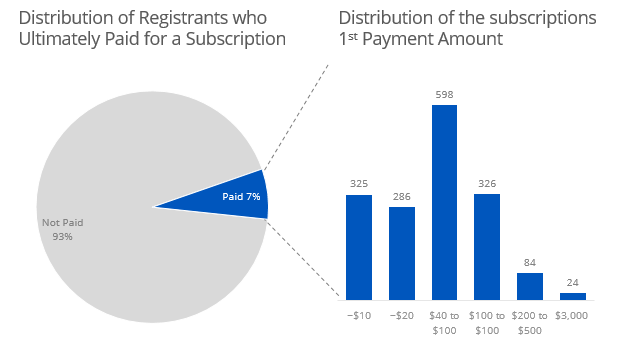 Distribution of Registrants who
Ultimately Paid for a Subscription
Distribution of the subscriptions
1st Payment Amount
Paid 7%
Not Paid
93%
325
286
598
326
84
24
~$10
~$20
$40 to
$100
$100 to
$100
$200 to
$500
$3,000